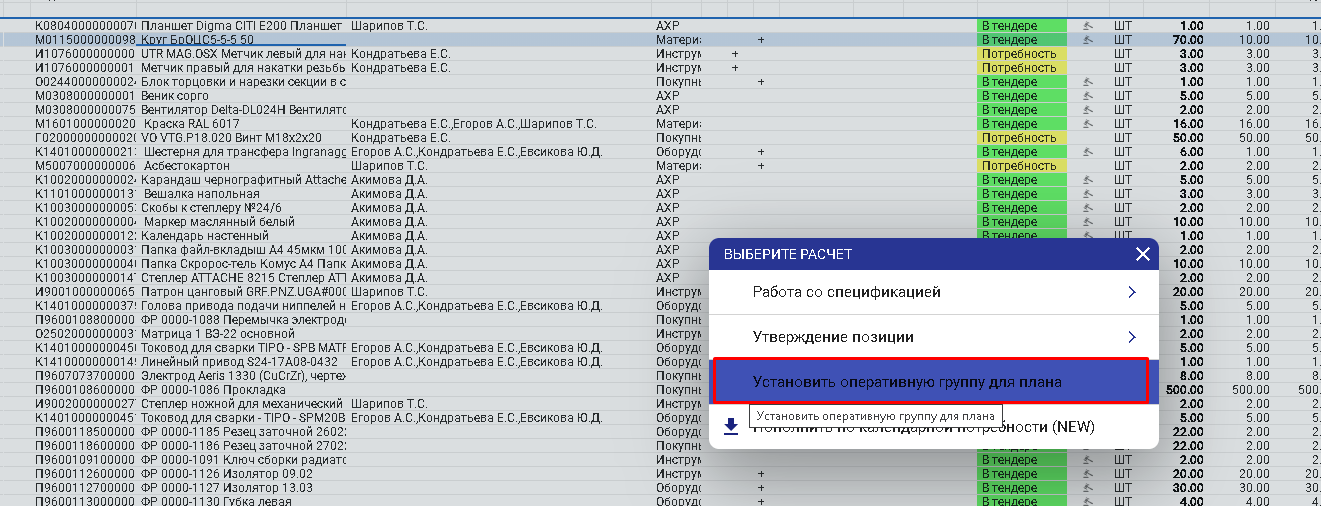 К0804000000007( Планшет Digma CITI E200 Планшет Шарипов Т.С. АХР В тендере ШТ 1.00 1.00 1.
М0115000000098 Круг БрОЦС5-5-5 50 Матери + В тендере ШТ 70.00 10.00 10.
И1076000000000 UTR MAG.OSX Метчик левый для нак Кондратьева Е.С. Инструм + Потребность ШТ 3.00 3.00 3.
И1076000000001 Метчик правый для накатки резьбы Кондратьева Е.С. Инструм + Потребность ШТ 3.00 3.00 3.
О0244000000002 Блок торцовки и нарезки секции в с Покупн + В тендере ШТ 1.00 1.00 1.
М0308000000001 Веник сорго АХР В тендере ШТ 5.00 5.00 5.
М0308000000075 Вентилятор Delta-DL024H Вентилято АХР В тендере ШТ 2.00 2.00 2.
М1601000000020 Краска RAL 6017 Кондратьева Е.С.,Егоров А.С.,Шарипов Т.С. Матери В тендере ШТ 16.00 16.00 16.
Г0200000000020 VO VTG.P18.020 Винт М18х2х20 Кондратьева Е.С. Покупн Потребность ШТ 50.00 50.00 50.
К1401000000021 Шестерня для трансфера Ingranagg Егоров А.С.,Кондратьева Е.С.,Евсикова Ю.Д. Оборуд + В тендере ШТ 6.00 1.00 1.
М5007000000006 Асбестокартон Шарипов Т.С. Матери + Потребность ШТ 2.00 2.00 2.
К1002000000002 Карандаш чернографитный Attache Акимова Д.А. АХР В тендере ШТ 5.00 5.00 5.
К1101000000013 Вешалка напольная Акимова Д.А. АХР В тендере ШТ 3.00 3.00 3.
К1003000000005 Скобы к степлеру №24/6 Акимова Д.А. АХР В тендере ШТ 2.00 2.00 2.
К1002000000004 Маркер маслянный белый Акимова Д.А. АХР В тендере ШТ 10.00 10.00 10.
К1002000000012 Календарь настенный Акимова Д.А. АХР В тендере ШТ 1.00 1.00 1.
К1003000000003 Папка файл-вкладыш А4 45мкм 100 Акимова Д.А. АХР 2.00 2.00 2.
К1003000000004 Папка Скророс-тель Комус А4 Папк Акимова Д.А. АХР 10.00 10.00 10.
К1003000000014 Степлер ATTACHE 8215 Степлер АТТ Акимова Д.А. АХР 2.00 2.00 2.
И9001000000065 Патрон цанговый GRF.PNZ.UGA#000 Шарипов Т.С. Инструм 20.00 20.00 20.
К1401000000037 Голова привода подачи ниппелей н Егоров А.С.,Кондратьева Е.С.,Евсикова Ю.Д. Оборуд 5.00 5.00 5.
П9600108800000 ФР 0000-1088 Перемычка электрод Покупн 1.00 1.00 1.
О2502000000003 Матрица 1 ВЭ-22 основной Инструм 2.00 2.00 2.
К1401000000045 Токовод для сварки TIPO - SPB MATR Егоров А.С.,Кондратьева Е.С.,Евсикова Ю.Д. Оборуд 5.00 5.00 5.
К1410000000014 Линейный привод S24-17A08-0432 Егоров А.С.,Кондратьева Е.С.,Евсикова Ю.Д. Оборуд 1.00 1.00 1.
П9607073700000 Электрод Aeris 1330 (CuCrZr), чертеж Покупн 8.00 8.00 8.
П9600108600000 ФР 0000-1086 Прокладка Покупн 500.00 500.00 500.
И9002000000027 Степлер ножной для механический Шарипов Т.С. Инструм 2.00 2.00 2.
К1401000000045 Токовод для сварки - TIPO - SPM20B Егоров А.С.,Кондратьева Е.С.,Евсикова Ю.Д. Оборуд 5.00 5.00 5.
П9600118500000 ФР 0000-1185 Резец заточной 2602 Покупн 22.00 22.00 22.
П9600118600000 ФР 0000-1186 Резец заточной 2702 Покупн 22.00 22.00 22.
П9600109100000 ФР 0000-1091 Ключ сборки радиато Инструм В тендере ШТ 2.00 2.00 2.
П9600112600000 ФР 0000-1126 Изолятор 09.02 Оборуд + В тендере ШТ 20.00 20.00 20.
П9600112700000 ФР 0000-1127 Изолятор 13.03 Оборуд + В тендере ШТ 30.00 30.00 30.
П9600113000000 ФР 0000-1130 Губка левая Оборуд + В тендере ШТ 4.00 4.00 4.
ВЫБЕРИТЕ РАСЧЕТ
Работа со спецификацией
Утверждение позиции
Установить оперативную группу для плана
Установить оперативную группу для плана
Пополнить по календарной потребности (NEW)